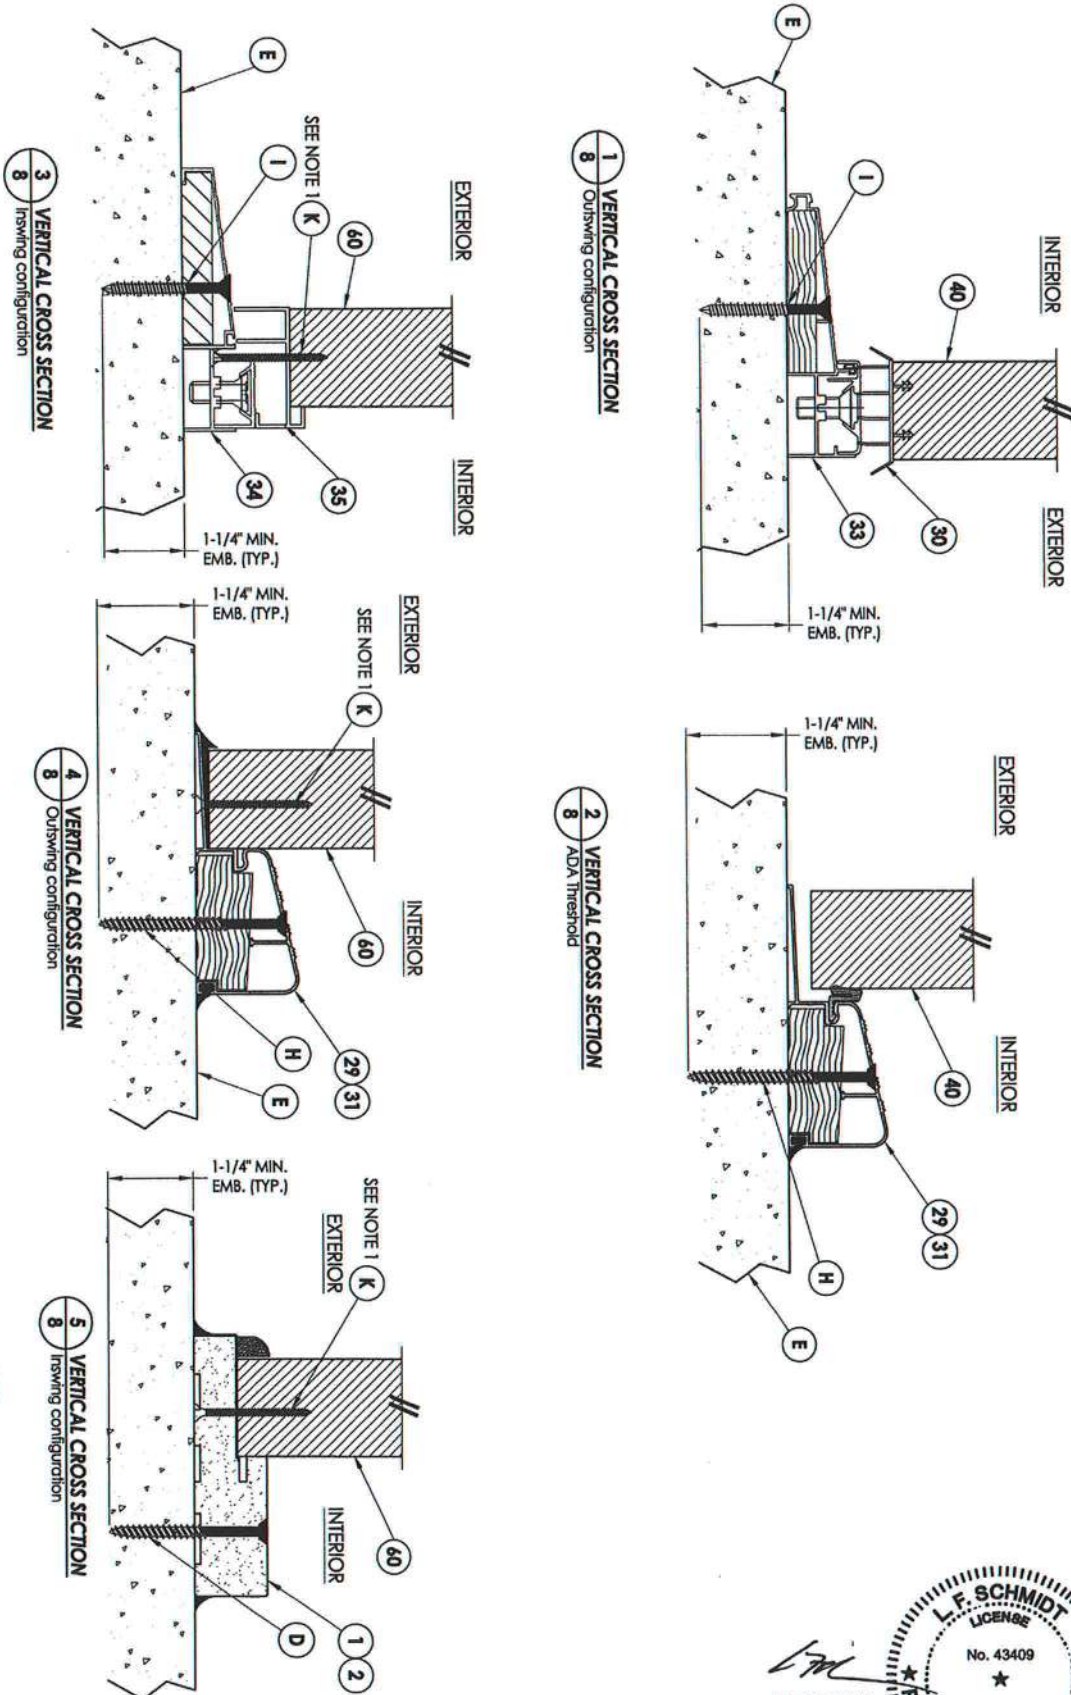 E
I
INTERIOR
40
EXTERIOR
30
33
1-1/4" MIN.
EMB. (TYP.)
1
8
VERTICAL CROSS SECTION
Outswing configuration
1-1/4" MIN.
EMB. (TYP.)
EXTERIOR
INTERIOR
40
29
31
H
E
2
8
VERTICAL CROSS SECTION
ADA Threshold
E
I
SEE NOTE 1
K
EXTERIOR
60
INTERIOR
35
34
1-1/4" MIN.
EMB. (TYP.)
3
8
VERTICAL CROSS SECTION
Inswing configuration
1-1/4" MIN.
EMB. (TYP.)
EXTERIOR
SEE NOTE 1
K
INTERIOR
60
29
31
H
E
4
8
VERTICAL CROSS SECTION
Outswing configuration
1-1/4" MIN.
EMB. (TYP.)
SEE NOTE 1
K
EXTERIOR
INTERIOR
60
1
2
D
5
8
VERTICAL CROSS SECTION
Inswing configuration
L. F. SCHMIDT
LICENSE
No. 43409